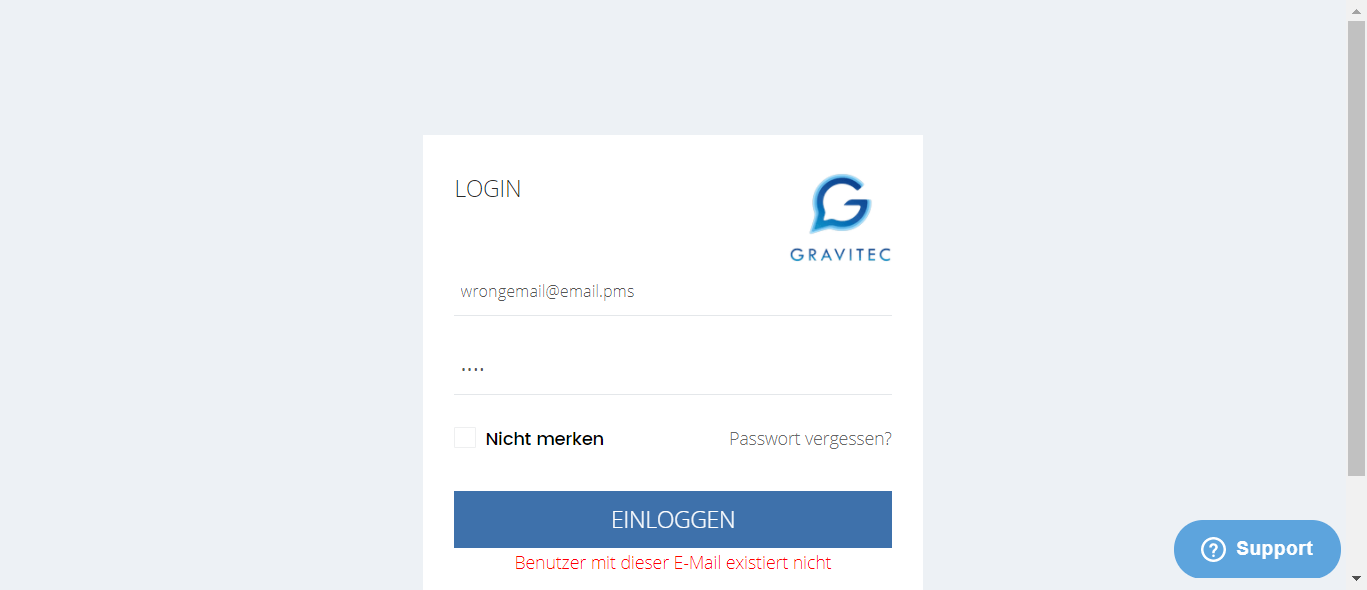 LOGIN
GRAVITEC
wrongemail@email.pms
....
Nicht merken
Passwort vergessen?
EINLOGGEN
Benutzer mit dieser E-Mail existiert nicht
Support